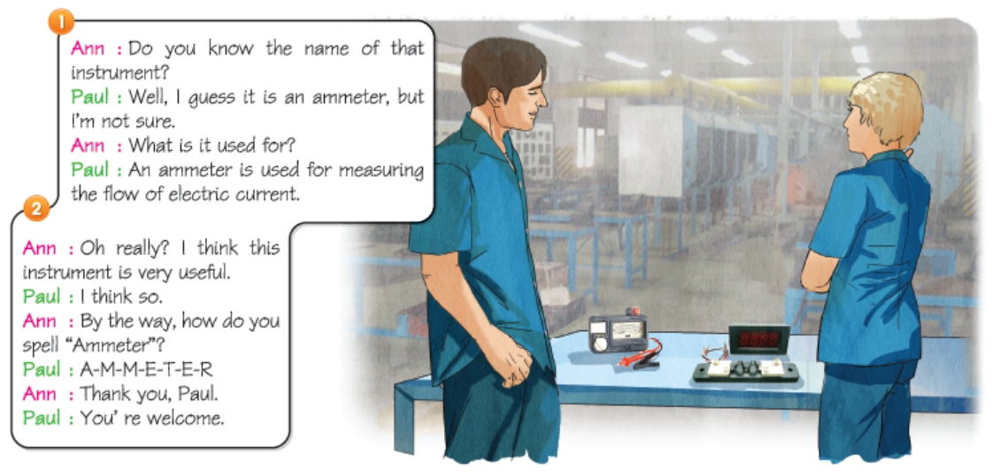 1
Ann : Do you know the name of that
instrument?
Paul : Well, I guess it is an ammeter, but
I'm not sure.
Ann : What is it used for?
Paul : An ammeter is used for measuring
the flow of electric current.
2
Ann : Oh really? I think this
instrument is very useful.
Paul : I think so.
Ann : By the way, how do you
spell "Ammeter"?
Paul : A-M-M-E-T-E-R
Ann : Thank you, Paul.
Paul : You' re welcome.